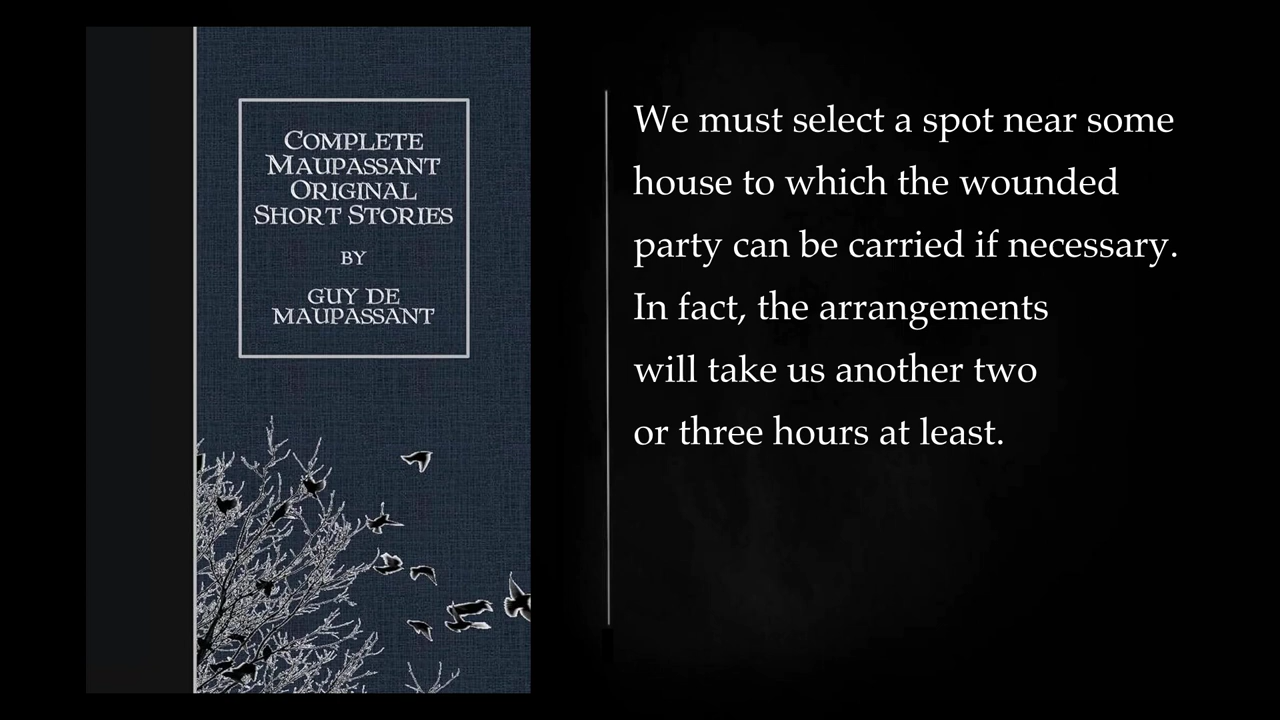 COMPLETE
MAUPASSANT
ORIGINAL
SHORT STORIES
BY
GUY DE
MAUPASSANT
We must select a spot near some
house to which the wounded
party can be carried if necessary.
In fact, the arrangements
will take us another two
or three hours at least.